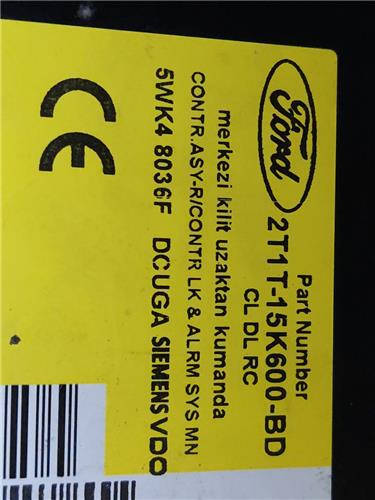 Ford
Part Number
2T1T-15K600-BD
CL DL RC
merkezi kilit uzaktan kumanda
CONTR.ASY-R/CONTR LK & ALRM SYS MN
5WK4 8036F DCUGA SIEMENSVDO
CE